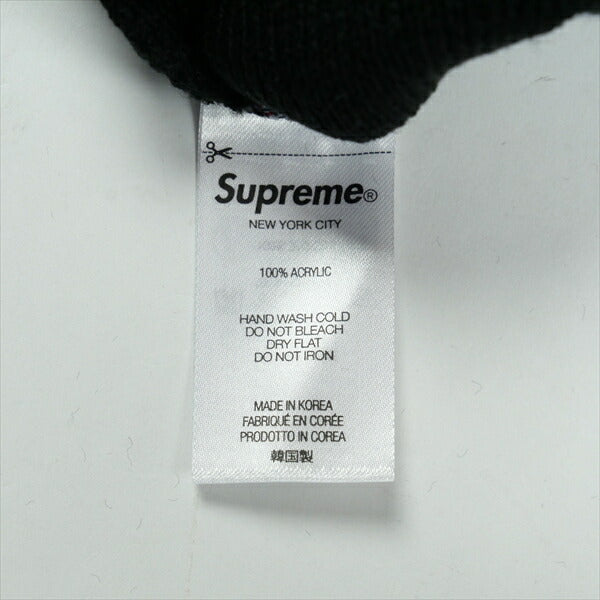 Supreme®
NEW YORK CITY
100% ACRYLIC
HAND WASH COLD
DO NOT BLEACH
DRY FLAT
DO NOT IRON
MADE IN KOREA
FABRIQUÉ EN CORÉE
PRODOTTO IN COREA
韓国製